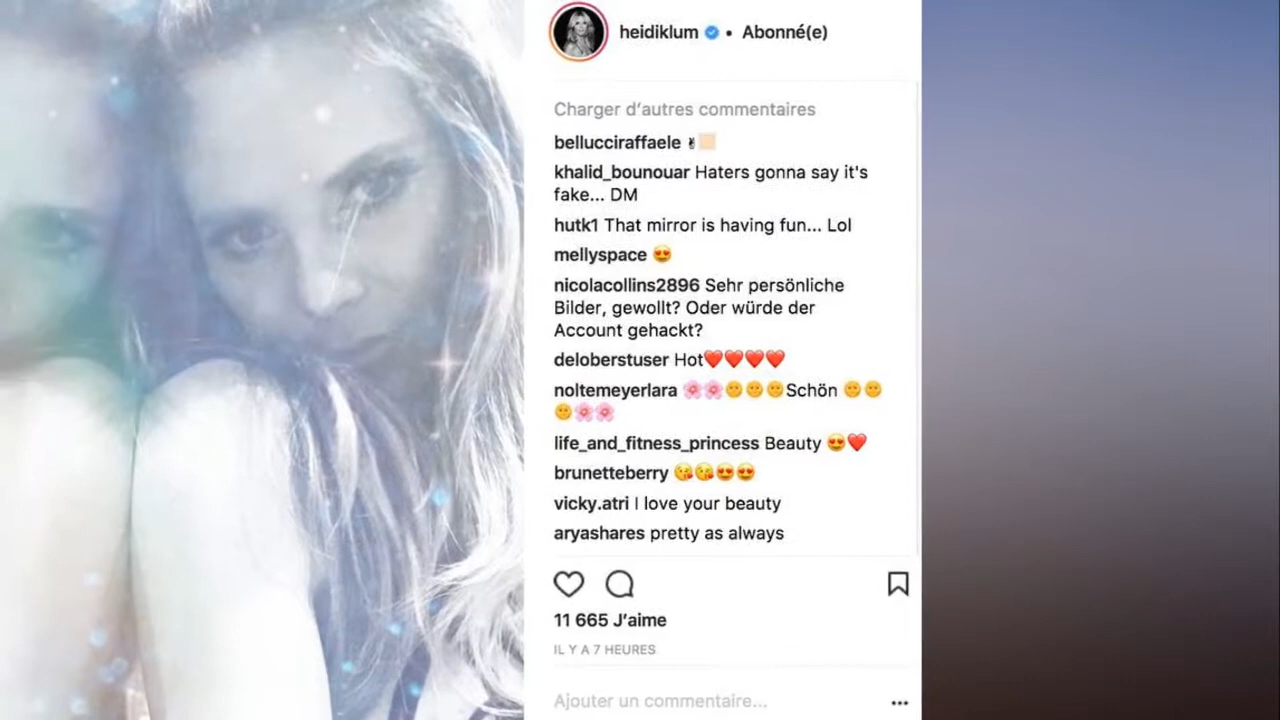 heidiklum • Abonné(e)
Charger d’autres commentaires
bellucciraffaele ✌🏻
khalid_bounouar Haters gonna say it's
fake... DM
hutk1 That mirror is having fun... Lol
mellyspace 😍
nicolacollins2896 Sehr persönliche
Bilder, gewollt? Oder würde der
Account gehackt?
deloberstuser Hot❤️❤️❤️❤️
noltemeyerlara 🌸🌸🌝🌝🌝Schön 🌝🌝
🌝🌸🌸
life_and_fitness_princess Beauty 😍❤️
brunetteberry 😘😘😍😍
vicky.atri I love your beauty
aryashares pretty as always
11 665 J’aime
IL Y A 7 HEURES
Ajouter un commentaire...